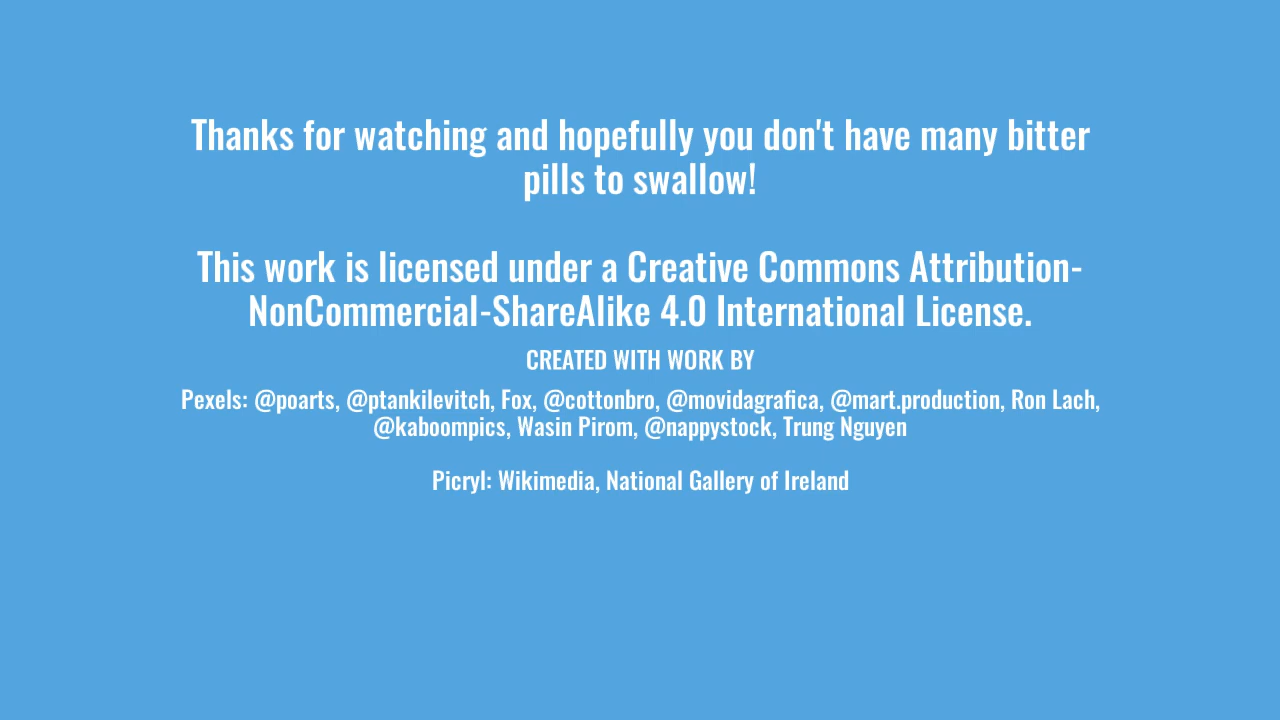 Thanks for watching and hopefully you don't have many bitter
pills to swallow!
This work is licensed under a Creative Commons Attribution-
NonCommercial-ShareAlike 4.0 International License.
CREATED WITH WORK BY
Pexels: @poarts, @ptankilevitch, Fox, @cottonbro, @movidagrafica, @mart.production, Ron Lach,
@kaboompics, Wasin Pirom, @nappystock, Trung Nguyen
Picryl: Wikimedia, National Gallery of Ireland